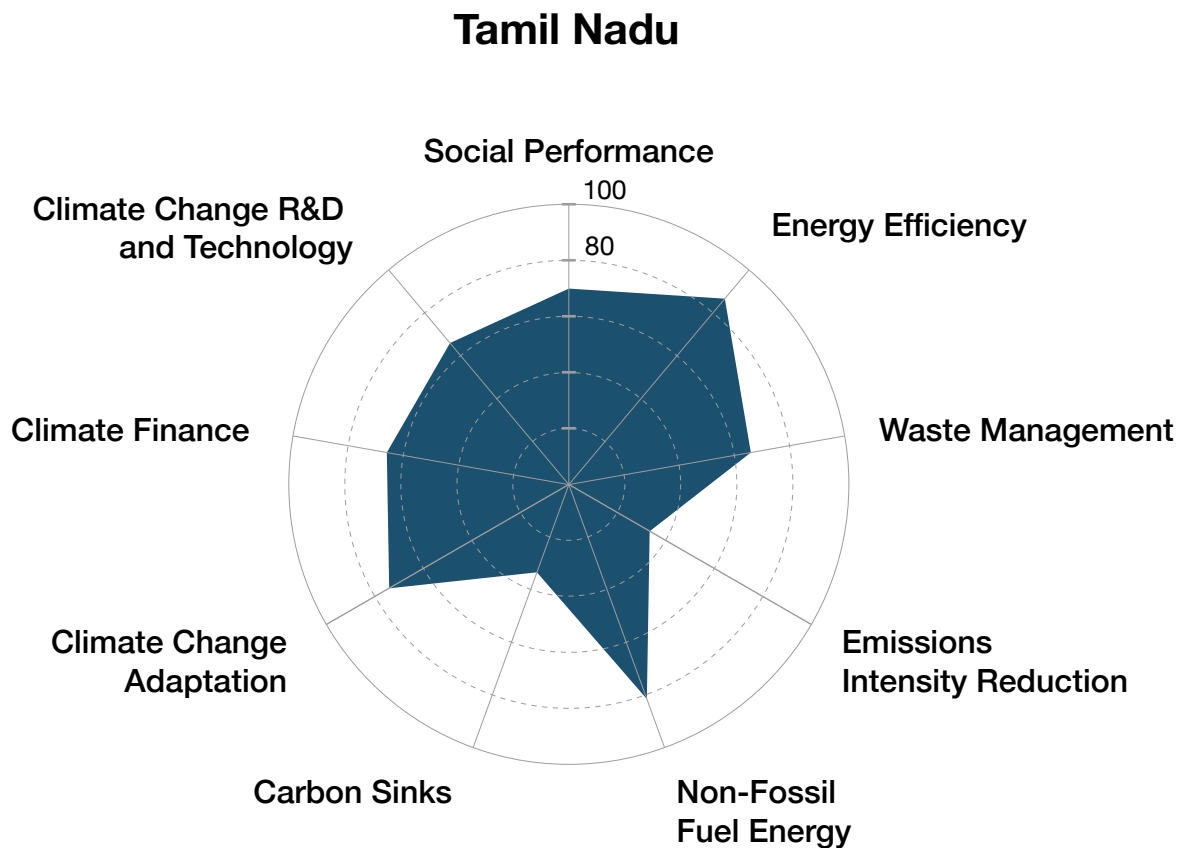 Tamil Nadu
Social Performance
100
80
Climate Change R&D
and Technology
Energy Efficiency
Climate Finance
Waste Management
Climate Change
Adaptation
Emissions
Intensity Reduction
Carbon Sinks
Non-Fossil
Fuel Energy